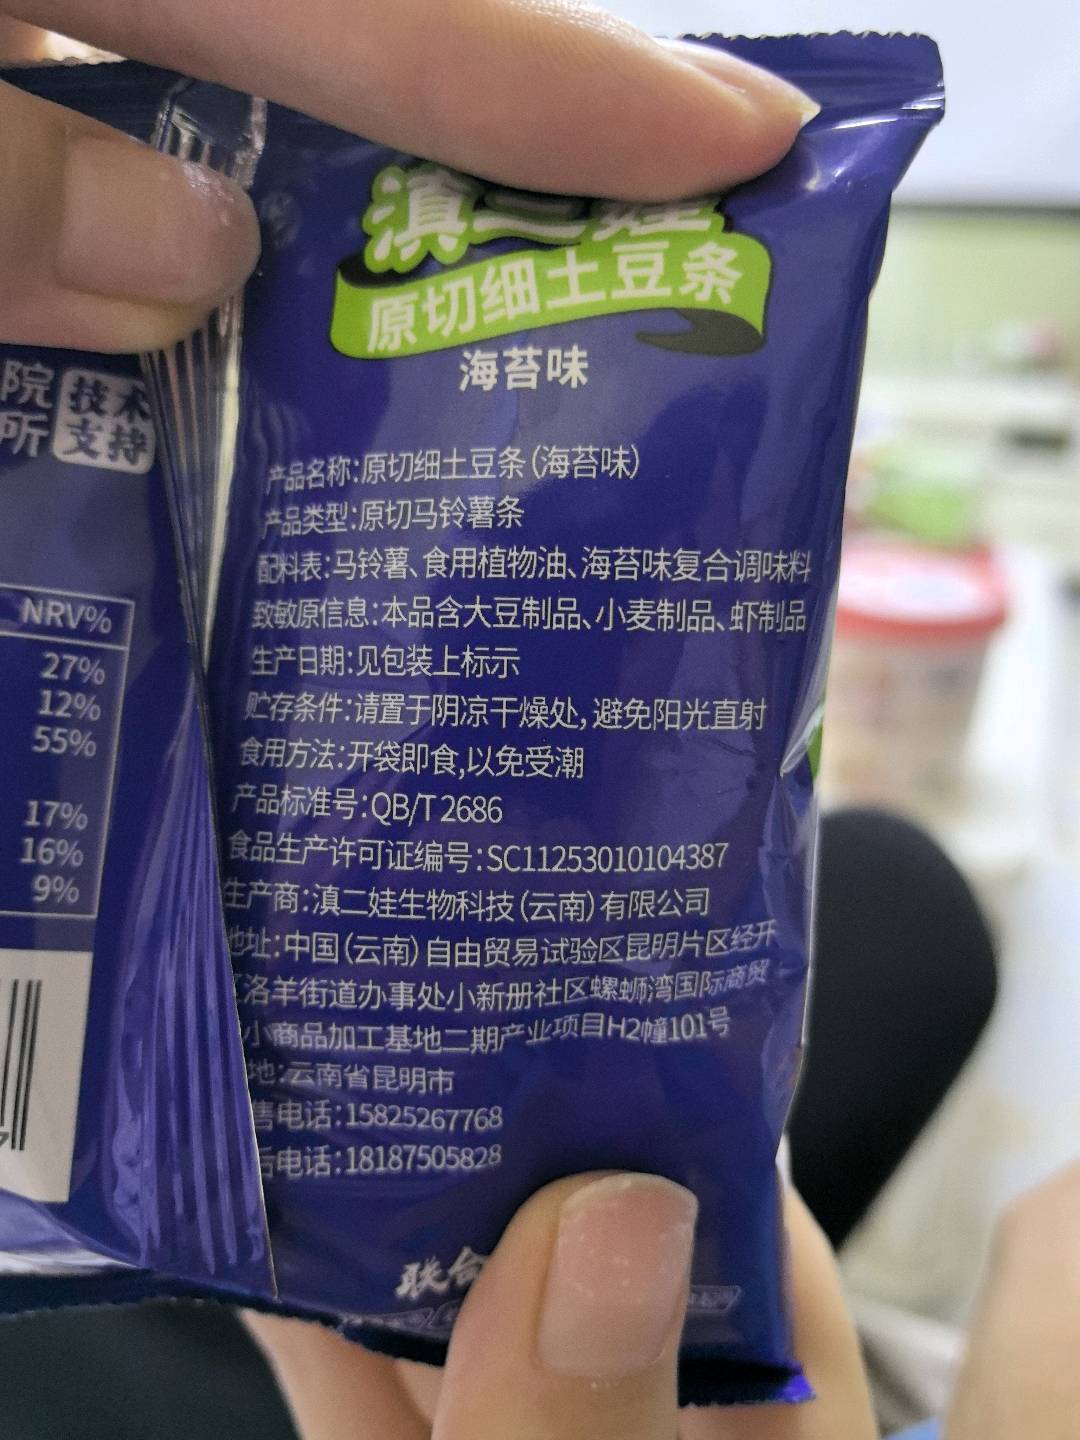 院
所
技术
支持
NRV%
27%
12%
55%
17%
16%
9%
滇二娃
原切细土豆条
海苔味
产品名称:原切细土豆条(海苔味)
产品类型:原切马铃薯条
配料表:马铃薯、食用植物油、海苔味复合调味料
致敏原信息:本品含大豆制品、小麦制品、虾制品
生产日期:见包装上标示
贮存条件:请置于阴凉干燥处,避免阳光直射
食用方法:开袋即食,以免受潮
产品标准号:QB/T 2686
食品生产许可证编号:SC11253010104387
生产商:滇二娃生物科技(云南)有限公司
地址:中国(云南)自由贸易试验区昆明片区经开
洛羊街道办事处小新册社区螺蛳湾国际商贸
小商品加工基地二期产业项目H2幢101号
地:云南省昆明市
售电话:15825267768
后电话:18187505828
联合